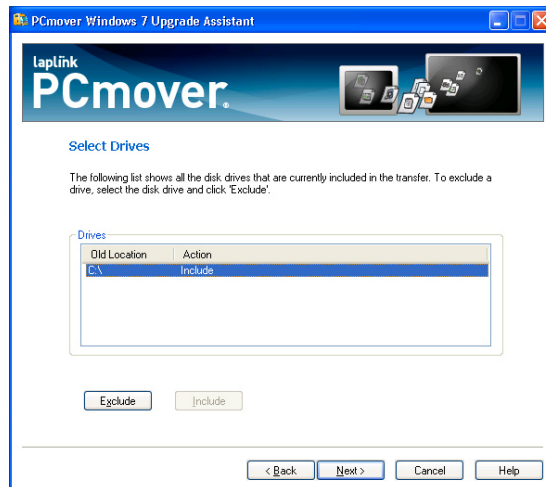 PCmover Windows 7 Upgrade Assistant
laplink
PCmover®
Select Drives
The following list shows all the disk drives that are currently included in the transfer. To exclude a
drive, select the disk drive and click 'Exclude'.
Drives
Old Location Action
C:\ Include
Exclude Include
< Back Next > Cancel Help